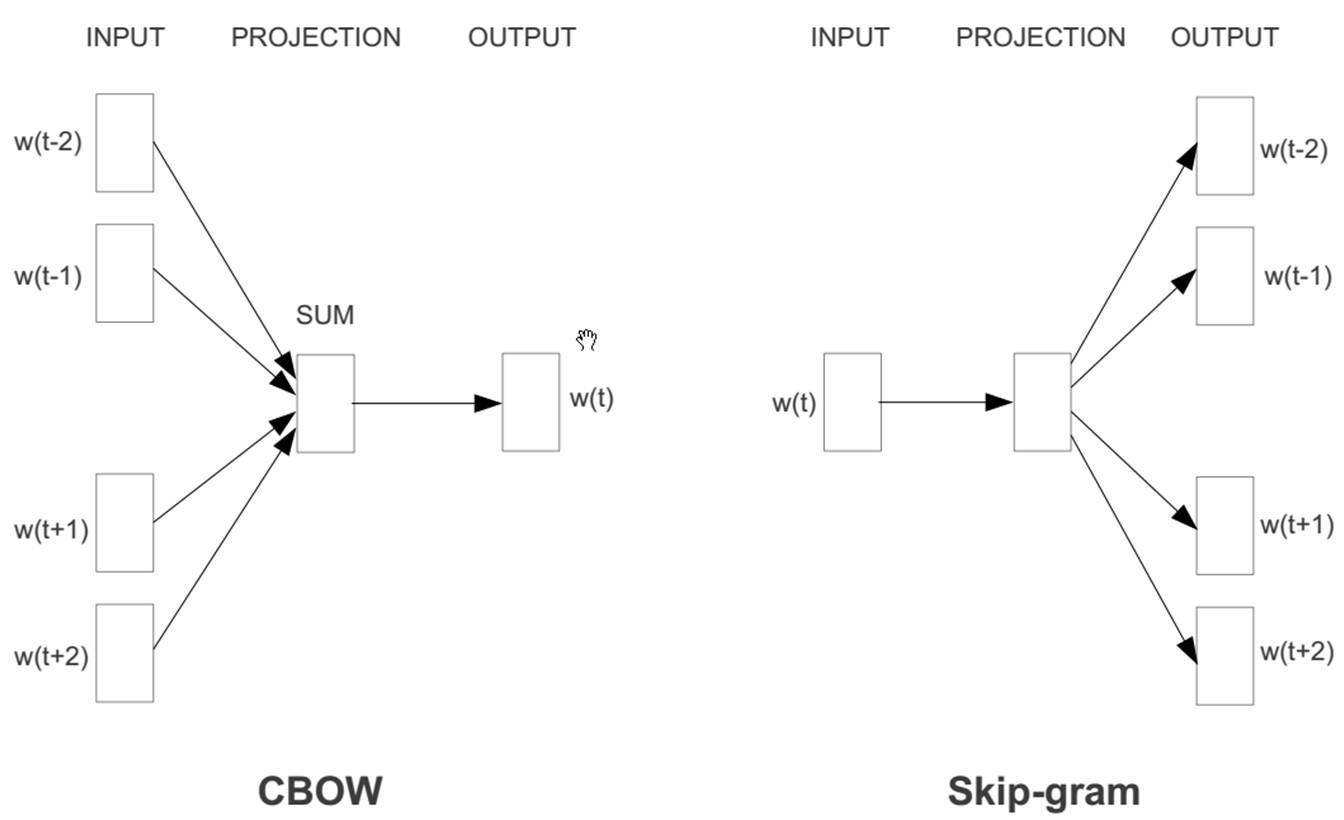 INPUT PROJECTION OUTPUT
w(t-2)
w(t-1)
SUM
w(t)
w(t+1)
w(t+2)
CBOW
INPUT PROJECTION OUTPUT
w(t-2)
w(t-1)
w(t)
w(t+1)
w(t+2)
Skip-gram